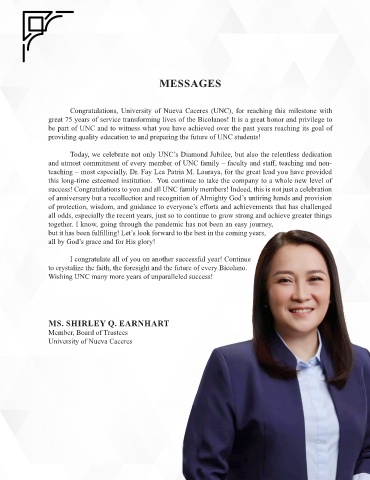 MESSAGES
Congratulations, University of Nueva Caceres (UNC), for reaching this milestone with
great 75 years of service transforming lives of the Bicolanos! It is a great honor and privilege to
be part of UNC and to witness what you have achieved over the past years reaching its goal of
providing quality education to and preparing the future of UNC students!
Today, we celebrate not only UNC's Diamond Jubilee, but also the relentless dedication
and utmost commitment of every member of UNC family – faculty and staff, teaching and non-
teaching – most especially, Dr. Fay Lea Patria M. Lauraya, for the great lead you have provided
this long-time esteemed institution. You continue to take the company to a whole new level of
success! Congratulations to you and all UNC family members! Indeed, this is not just a celebration
of anniversary but a recollection and recognition of Almighty God's untiring hands and provision
of protection, wisdom, and guidance to everyone's efforts and achievements that has challenged
all odds, especially the recent years, just so to continue to grow strong and achieve greater things
together. I know, going through the pandemic has not been an easy journey,
but it has been fulfilling! Let's look forward to the best in the coming years,
all by God's grace and for His glory!
I congratulate all of you on another successful year! Continue
to crystalize the faith, the foresight and the future of every Bicolano.
Wishing UNC many more years of unparalleled success!
MS. SHIRLEY Q. EARNHART
Member, Board of Trustees
University of Nueva Caceres